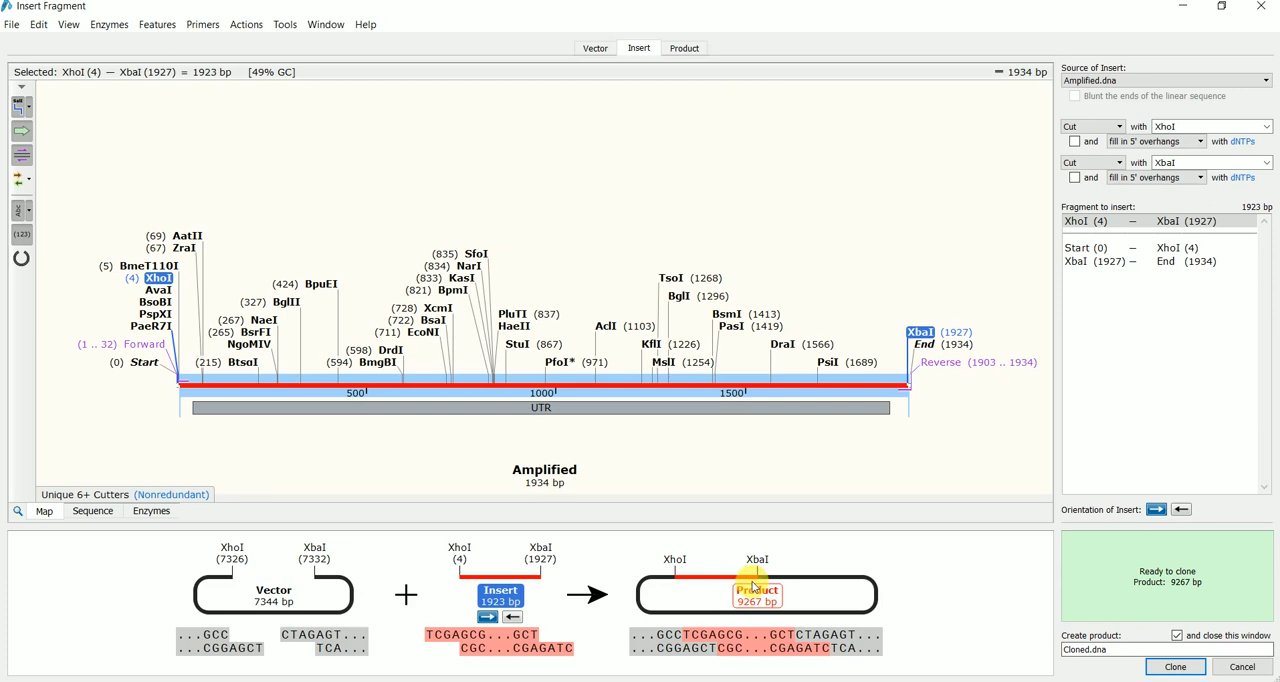 Insert Fragment
File Edit View Enzymes Features Primers Actions Tools Window Help
Vector Insert Product
Selected: XhoI (4) — XbaI (1927) = 1923 bp [49% GC] 1934 bp
Source of Insert:
Amplified.dna
Blunt the ends of the linear sequence
Cut with XhoI
and fill in 5' overhangs with dNTPs
Cut with XbaI
and fill in 5' overhangs with dNTPs
Fragment to insert: 1923 bp
XhoI (4) — XbaI (1927)
Start (0) — XhoI (4)
XbaI (1927) — End (1934)
(69) AatII
(67) ZraI
(5) BmeT110I
(4) XhoI
AvaI
BsoBI
PspXI
PaeR7I
(1 .. 32) Forward
(0) Start
(424) BpuEI
(327) BglII
(267) NaeI
(265) BsrFI
NgoMIV
(215) BtsαI
(835) SfoI
(834) NarI
(833) KasI
(821) BpmI
(728) XcmI
(722) BsaI
(711) EcoNI
(598) DrdI
(594) BmgBI
PluTI (837)
HaeII
StuI (867)
PfoI* (971)
AclI (1103)
TsoI (1268)
BglI (1296)
BsmI (1413)
PasI (1419)
KflI (1226)
MslI (1254)
DraI (1566)
PsiI (1689)
XbaI (1927)
End (1934)
Reverse (1903 .. 1934)
500 1000 1500
UTR
Amplified
1934 bp
Unique 6+ Cutters (Nonredundant)
Map Sequence Enzymes
Orientation of Insert:
XhoI XbaI XhoI XbaI XhoI XbaI
(7326) (7332) (4) (1927)
Vector Insert Product
7344 bp 1923 bp 9267 bp
...GCC CTAGAGT... TCGAGCG...GCT ...GCCTCGAGCG...GCTCTAGAGT...
...CGGAGCT TCA... CGC...CGAGATC ...CGGAGCTCGC...CGAGATCTCA...
Ready to clone
Product: 9267 bp
Create product: and close this window
Cloned.dna
Clone Cancel
(123)